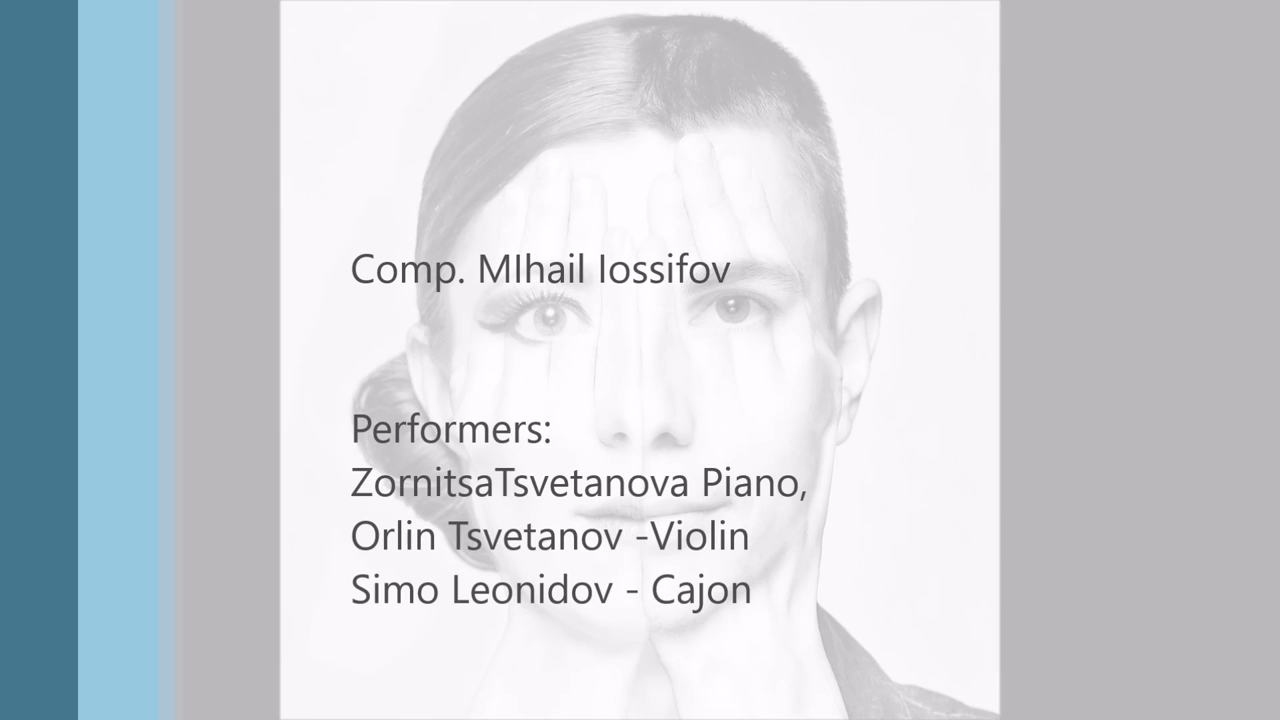 Comp. MIhail Iossifov
Performers:
ZornitsaTsvetanova Piano,
Orlin Tsvetanov -Violin
Simo Leonidov - Cajon